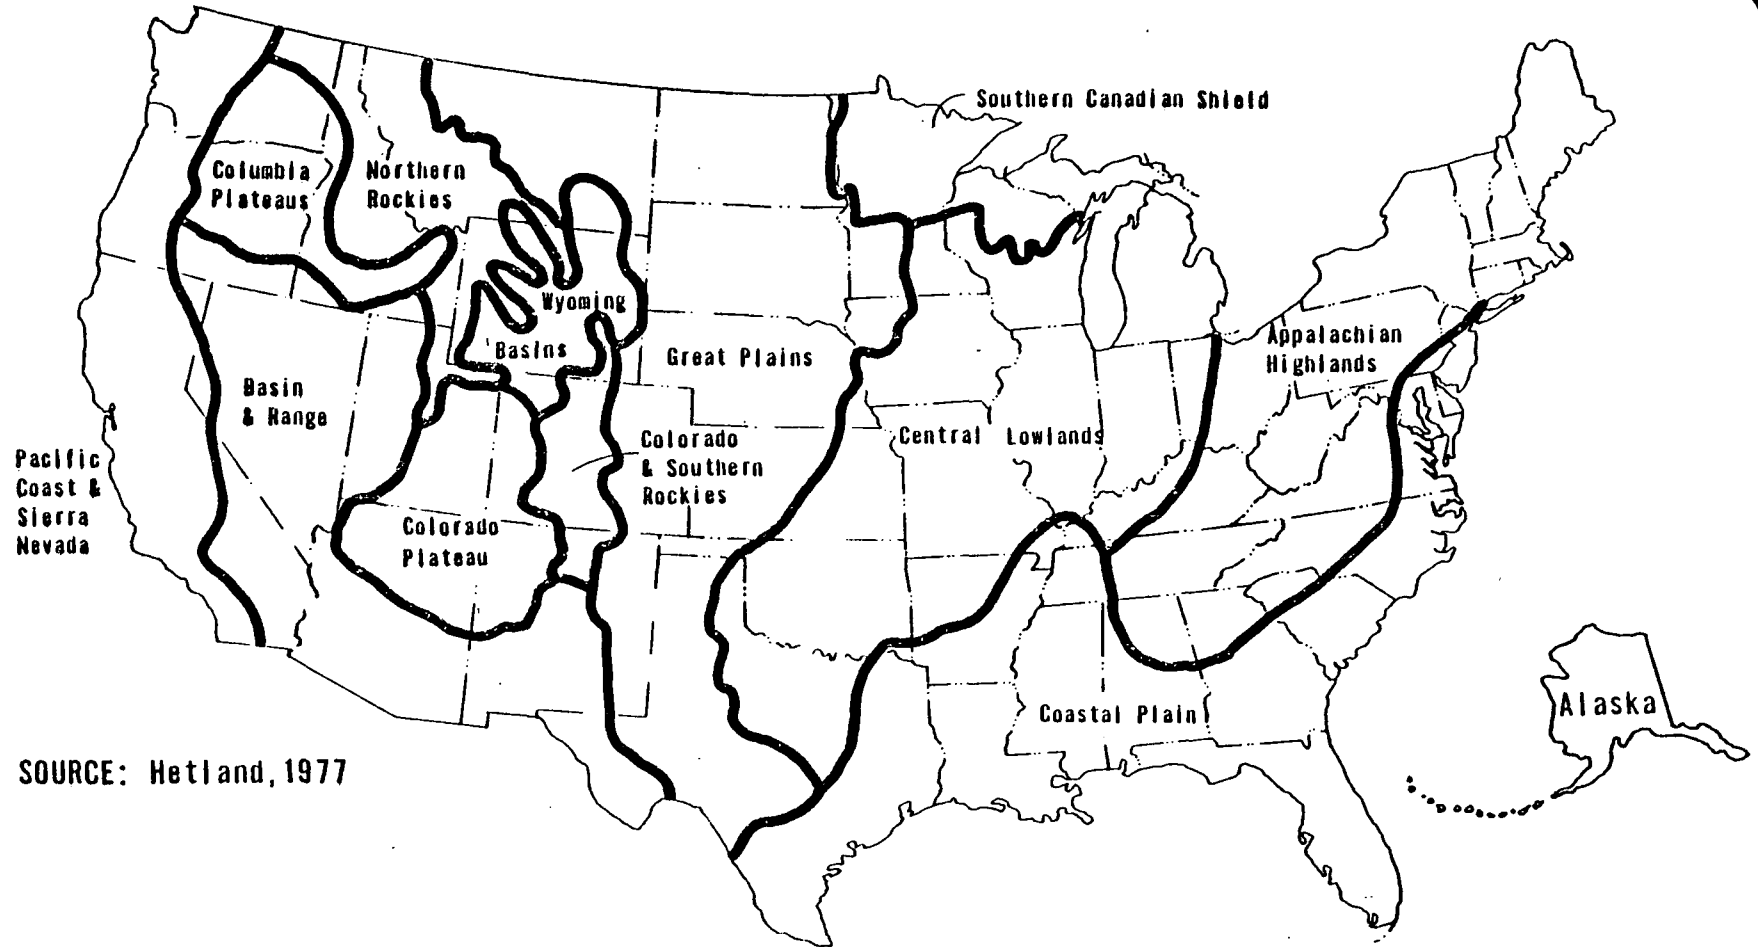 Southern Canadian Shield
Columbia
Plateaus
Northern
Rockies
Wyoming
Basins
Great Plains
Appalachian
Highlands
Basin
& Range
Colorado
& Southern
Rockies
Central Lowlands
Pacific
Coast &
Sierra
Nevada
Colorado
Plateau
Coastal Plain
Alaska
SOURCE: Hetland, 1977